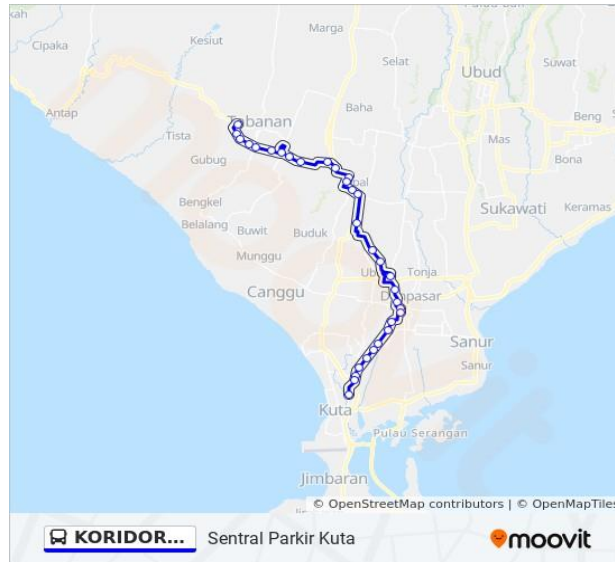 Cipaka
Kesiut
Marga
Selat
Ubud
Suwat
Antap
Tista
Tabanan
Baha
Mas
Beng
Gubug
Bona
Bengkel
Belalang
Buwit
Buduk
Sukawati
Keramas
Munggu
Canggu
Tonja
Denpasar
Sanur
Sanur
Kuta
Pulau Serangan
Jimbaran
© OpenStreetMap contributors | © OpenMapTiles
KORIDOR...
Sentral Parkir Kuta
moovit